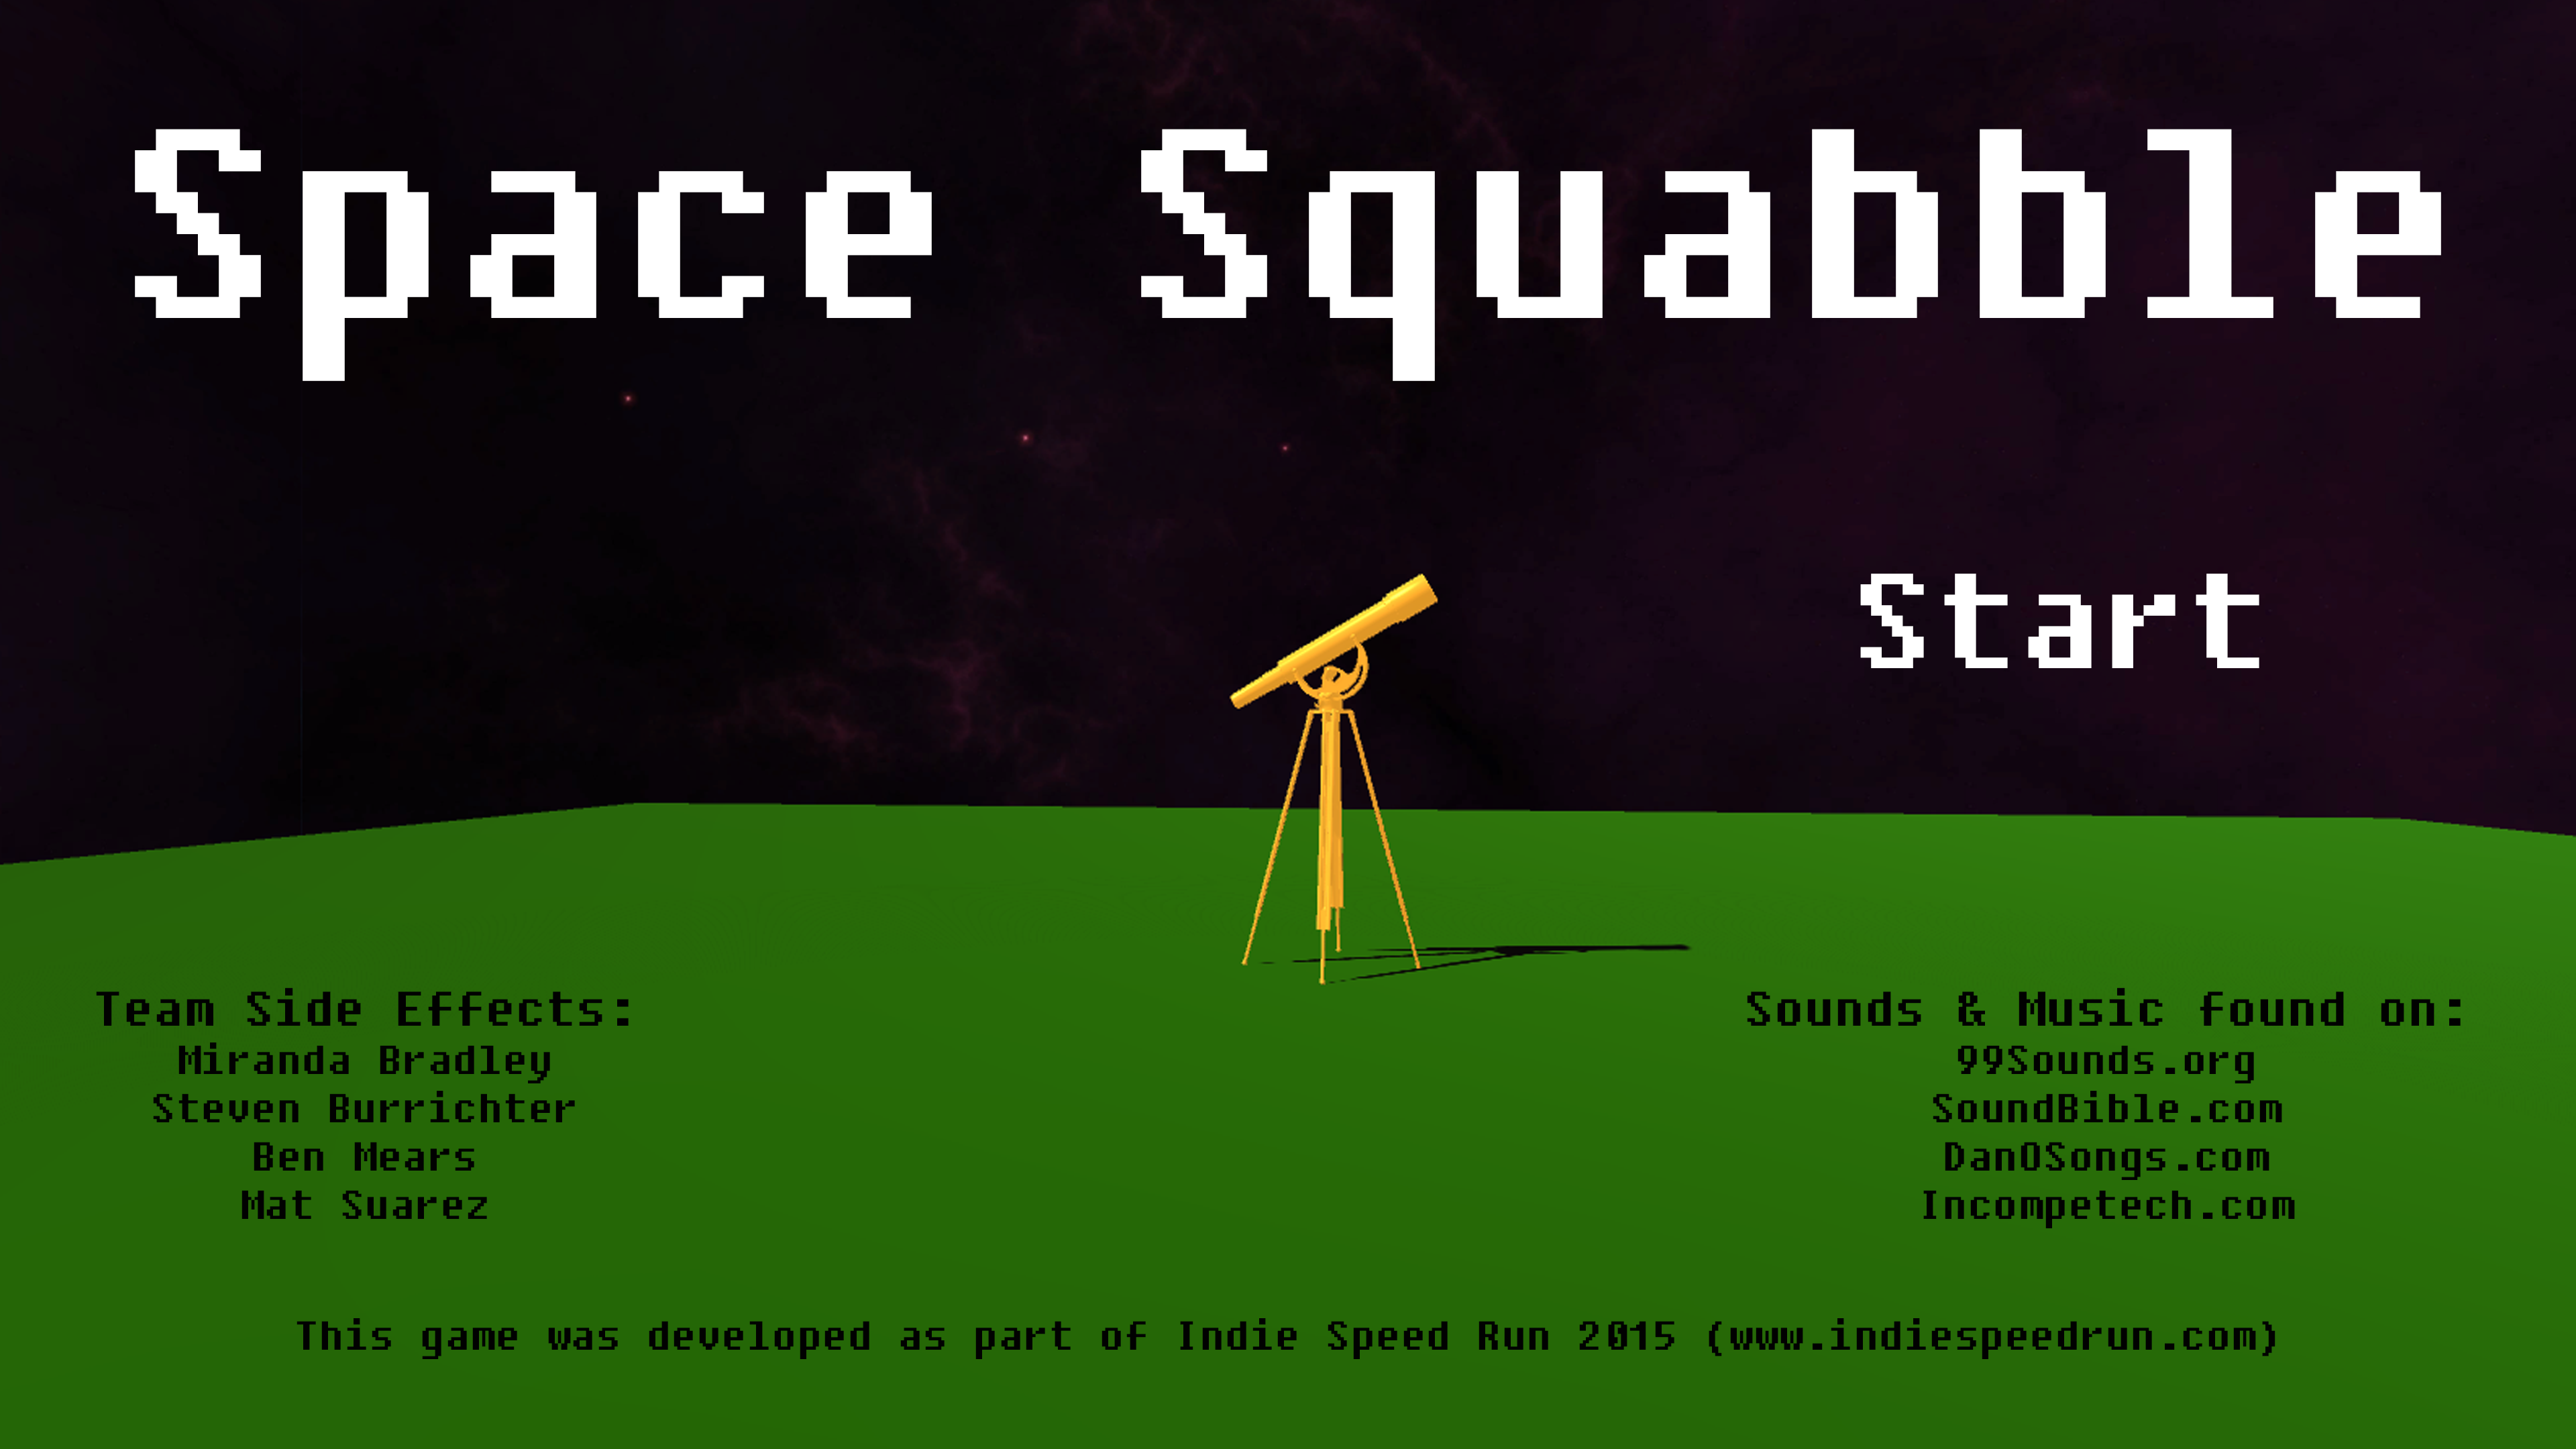 Space Squabble
Start
Team Side Effects:
Miranda Bradley
Steven Burrichter
Ben Mears
Mat Suarez
Sounds & Music found on:
99Sounds.org
SoundBible.com
DanOSongs.com
Incompetech.com
This game was developed as part of Indie Speed Run 2015 (www.indiespeedrun.com)